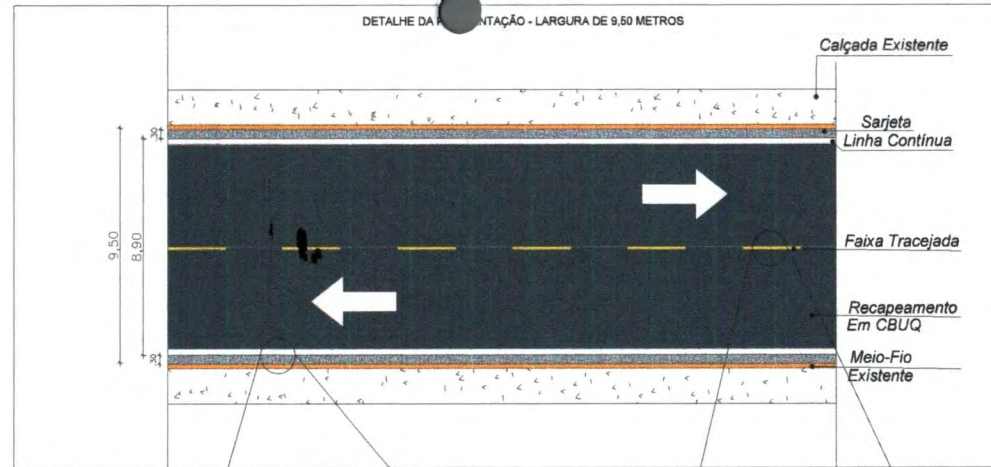 DETALHE DA NTAÇÃO - LARGURA DE 9,50 METROS
Calçada Existente
Sarjeta
Linha Contínua
9,50
8,90
Faixa Tracejada
Recapeamento
Em CBUQ
Meio-Fio
Existente